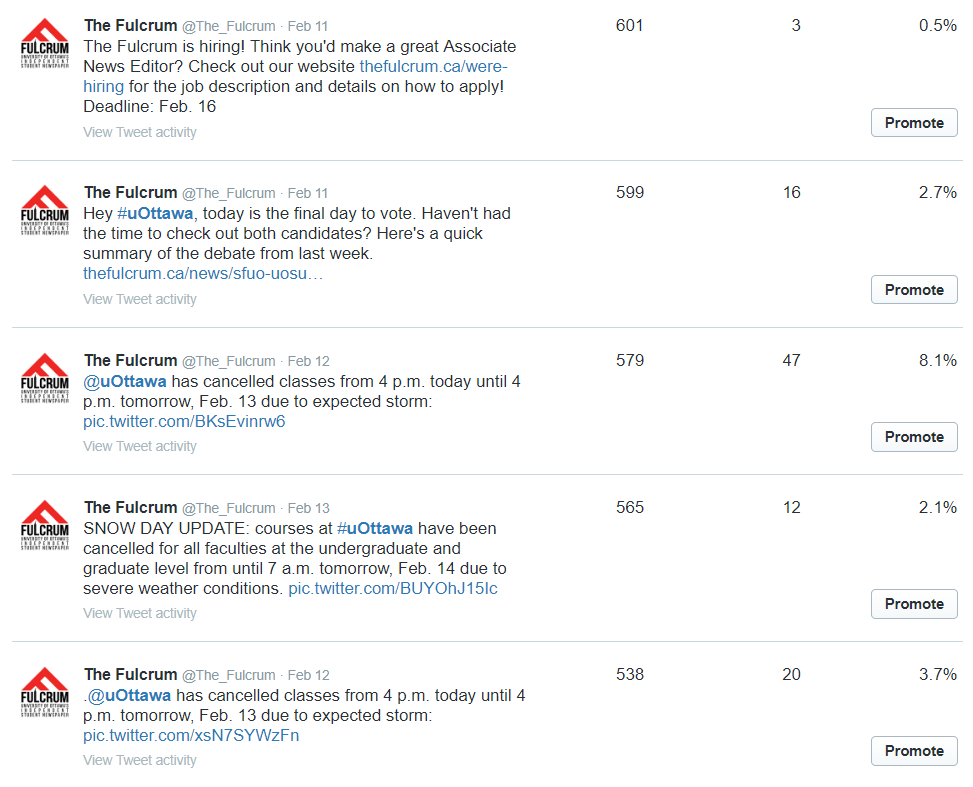 The Fulcrum @The_Fulcrum · Feb 11 601 3 0.5%
The Fulcrum is hiring! Think you'd make a great Associate
News Editor? Check out our website thefulcrum.ca/were-
hiring for the job description and details on how to apply!
Deadline: Feb. 16
FULCRUM
UNIVERSITY OF OTTAWA'S
INDEPENDENT
STUDENT NEWSPAPER
View Tweet activity
Promote
The Fulcrum @The_Fulcrum · Feb 11 599 16 2.7%
Hey #uOttawa, today is the final day to vote. Haven't had
the time to check out both candidates? Here's a quick
summary of the debate from last week.
thefulcrum.ca/news/sfuo-uosu…
FULCRUM
UNIVERSITY OF OTTAWA'S
INDEPENDENT
STUDENT NEWSPAPER
View Tweet activity
Promote
The Fulcrum @The_Fulcrum · Feb 12 579 47 8.1%
@uOttawa has cancelled classes from 4 p.m. today until 4
p.m. tomorrow, Feb. 13 due to expected storm:
pic.twitter.com/BKsEvinrw6
FULCRUM
UNIVERSITY OF OTTAWA'S
INDEPENDENT
STUDENT NEWSPAPER
View Tweet activity
Promote
The Fulcrum @The_Fulcrum · Feb 13 565 12 2.1%
SNOW DAY UPDATE: courses at #uOttawa have been
cancelled for all faculties at the undergraduate and
graduate level from until 7 a.m. tomorrow, Feb. 14 due to
severe weather conditions. pic.twitter.com/BUYOhJ15Ic
FULCRUM
UNIVERSITY OF OTTAWA'S
INDEPENDENT
STUDENT NEWSPAPER
View Tweet activity
Promote
The Fulcrum @The_Fulcrum · Feb 12 538 20 3.7%
.@uOttawa has cancelled classes from 4 p.m. today until 4
p.m. tomorrow, Feb. 13 due to expected storm:
pic.twitter.com/xsN7SYWzFn
FULCRUM
UNIVERSITY OF OTTAWA'S
INDEPENDENT
STUDENT NEWSPAPER
View Tweet activity
Promote